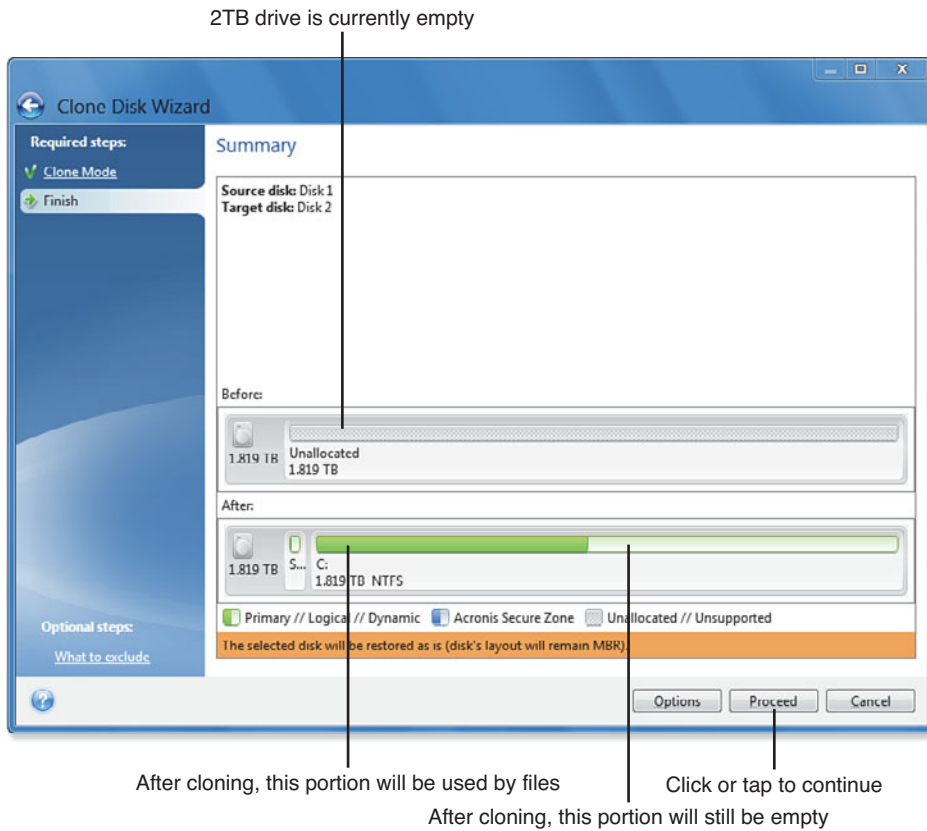 2TB drive is currently empty
Clone Disk Wizard
Required steps:
Clone Mode
Finish
Optional steps:
What to exclude
Summary
Source disk: Disk 1
Target disk: Disk 2
Before:
1.819 TB
Unallocated
1.819 TB
After:
1.819 TB
S...
C:
1.819 TB NTFS
Primary // Logical // Dynamic
Acronis Secure Zone
Unallocated // Unsupported
The selected disk will be restored as is (disk's layout will remain MBR).
Options
Proceed
Cancel
After cloning, this portion will be used by files
Click or tap to continue
After cloning, this portion will still be empty